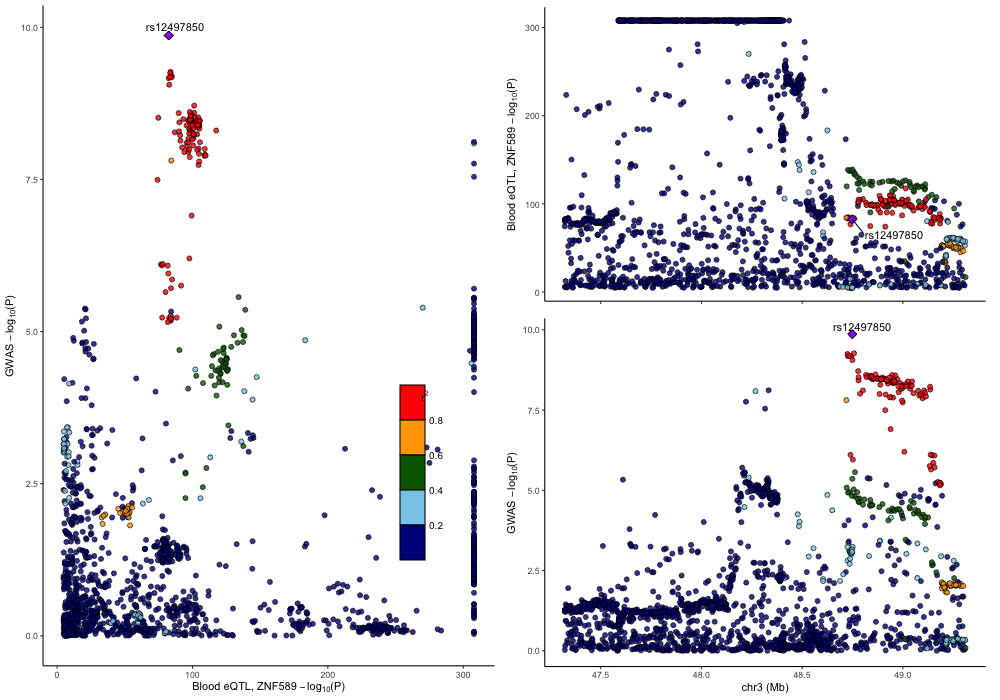 rs12497850
10.0
7.5
5.0
2.5
0.0
GWAS −log10(P)
0 100 200 300
Blood eQTL, ZNF589 −log10(P)
r2
0.8
0.6
0.4
0.2
300
200
100
0
Blood eQTL, ZNF589 −log10(P)
rs12497850
rs12497850
10.0
7.5
5.0
2.5
0.0
GWAS −log10(P)
47.5 48.0 48.5 49.0
chr3 (Mb)